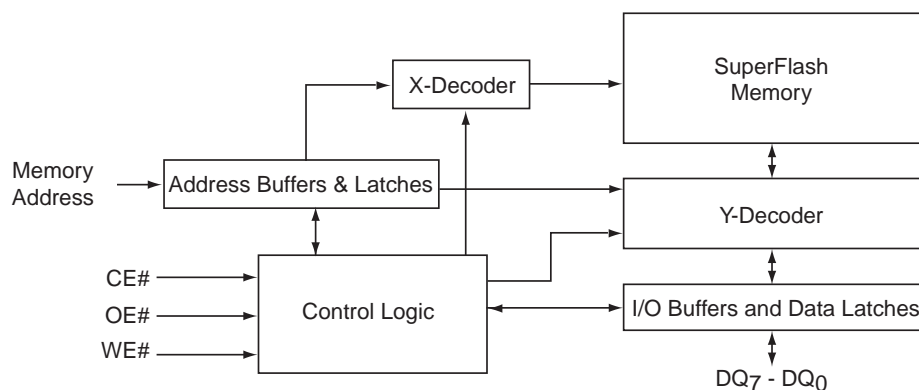 SuperFlash
Memory
X-Decoder
Memory
Address
Address Buffers & Latches
Y-Decoder
CE#
OE#
WE#
Control Logic
I/O Buffers and Data Latches
DQ7 - DQ0